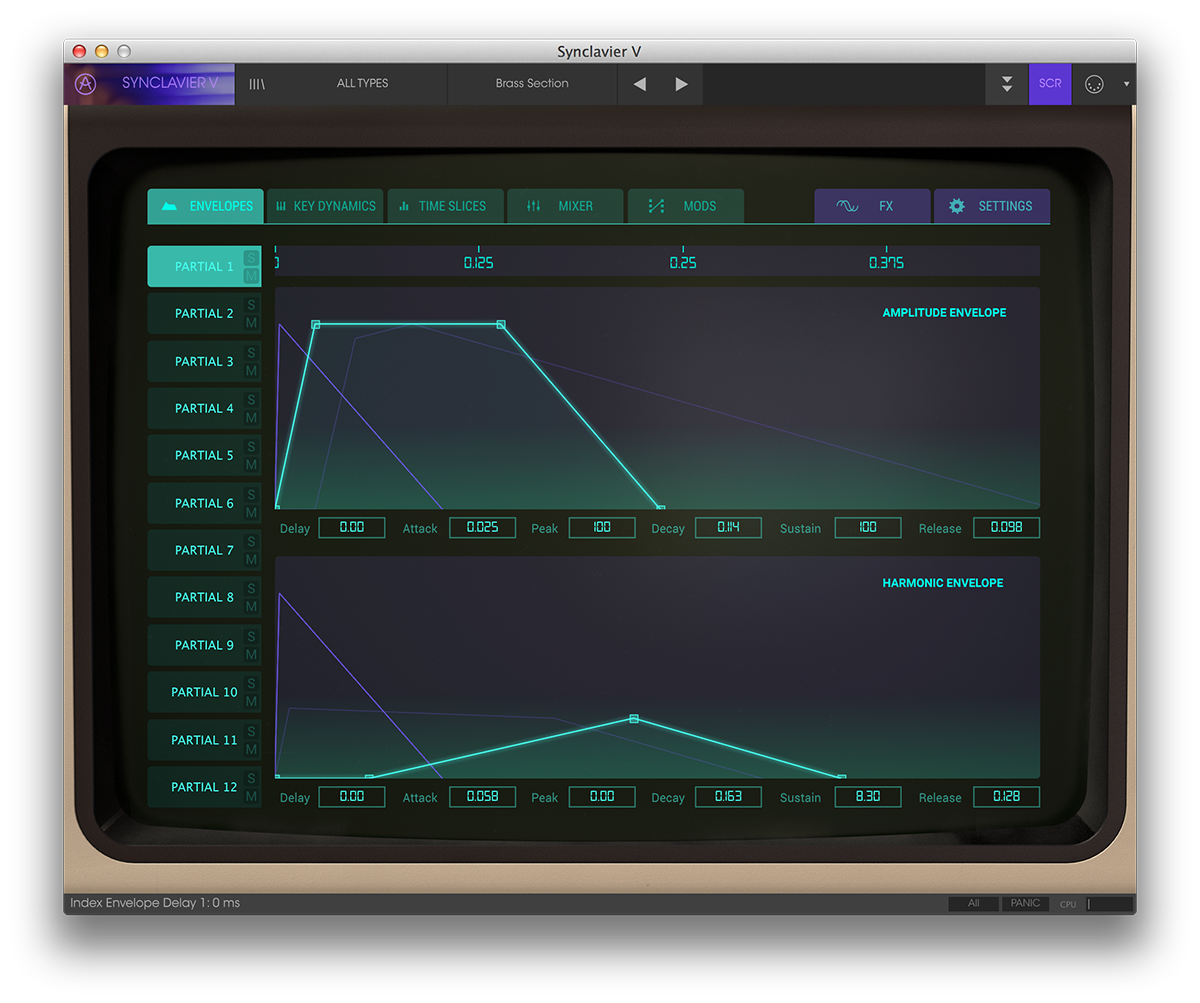 Synclavier V
SYNCLAVIER V ALL TYPES Brass Section SCR
ENVELOPES KEY DYNAMICS TIME SLICES MIXER MODS FX SETTINGS
0 0.125 0.25 0.375
PARTIAL 1 S M
PARTIAL 2 S M
PARTIAL 3 S M
PARTIAL 4 S M
PARTIAL 5 S M
PARTIAL 6 S M
PARTIAL 7 S M
PARTIAL 8 S M
PARTIAL 9 S M
PARTIAL 10 S M
PARTIAL 11 S M
PARTIAL 12 S M
AMPLITUDE ENVELOPE
Delay 0.00 Attack 0.025 Peak 100 Decay 0.114 Sustain 100 Release 0.098
HARMONIC ENVELOPE
Delay 0.00 Attack 0.058 Peak 0.00 Decay 0.163 Sustain 8.30 Release 0.128
Index Envelope Delay 1: 0 ms All PANIC CPU